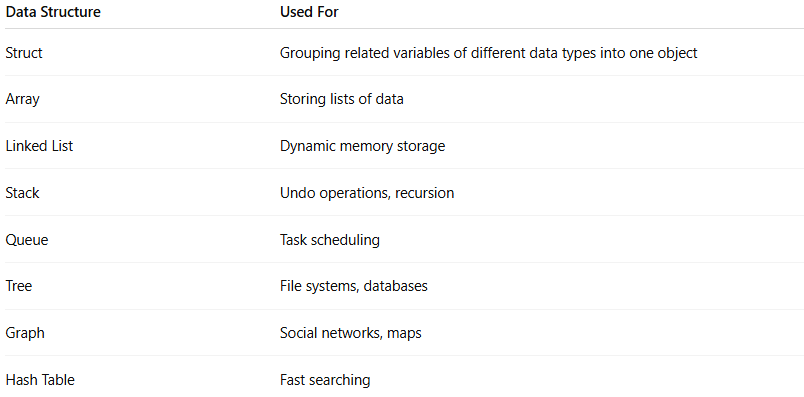 Data Structure Used For
Struct Grouping related variables of different data types into one object
Array Storing lists of data
Linked List Dynamic memory storage
Stack Undo operations, recursion
Queue Task scheduling
Tree File systems, databases
Graph Social networks, maps
Hash Table Fast searching